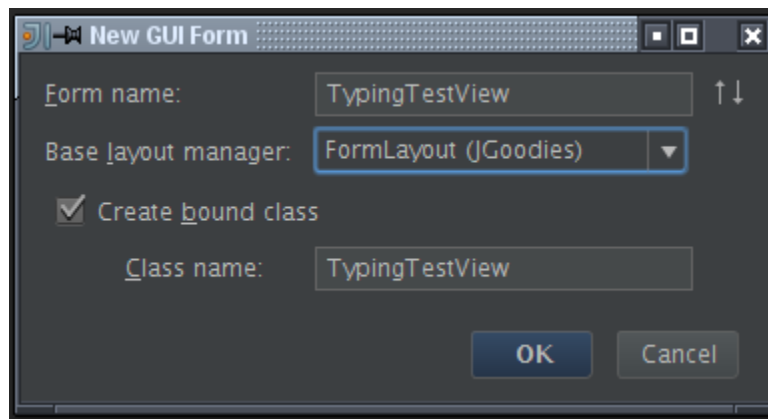 New GUI Form
Form name: TypingTestView
Base layout manager: FormLayout (JGoodies)
Create bound class
Class name: TypingTestView
OK Cancel